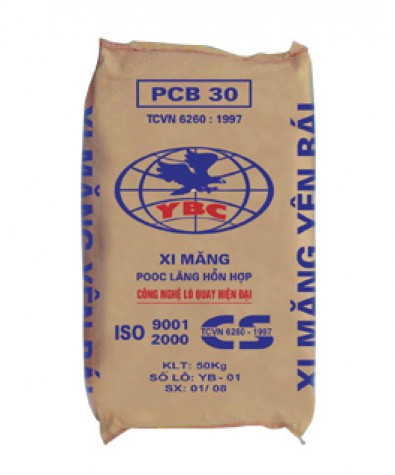 PCB 30
TCVN 6260 : 1997
YBC
XI MĂNG
POOC LĂNG HỖN HỢP
CÔNG NGHỆ LÒ QUAY HIỆN ĐẠI
ISO 9001
2000
CS
TCVN 6260 - 1997
KLT: 50Kg
SỐ LÔ: YB - 01
SX: 01/ 08
XI MĂNG YÊN BÁI
XI MĂNG YÊN BÁI